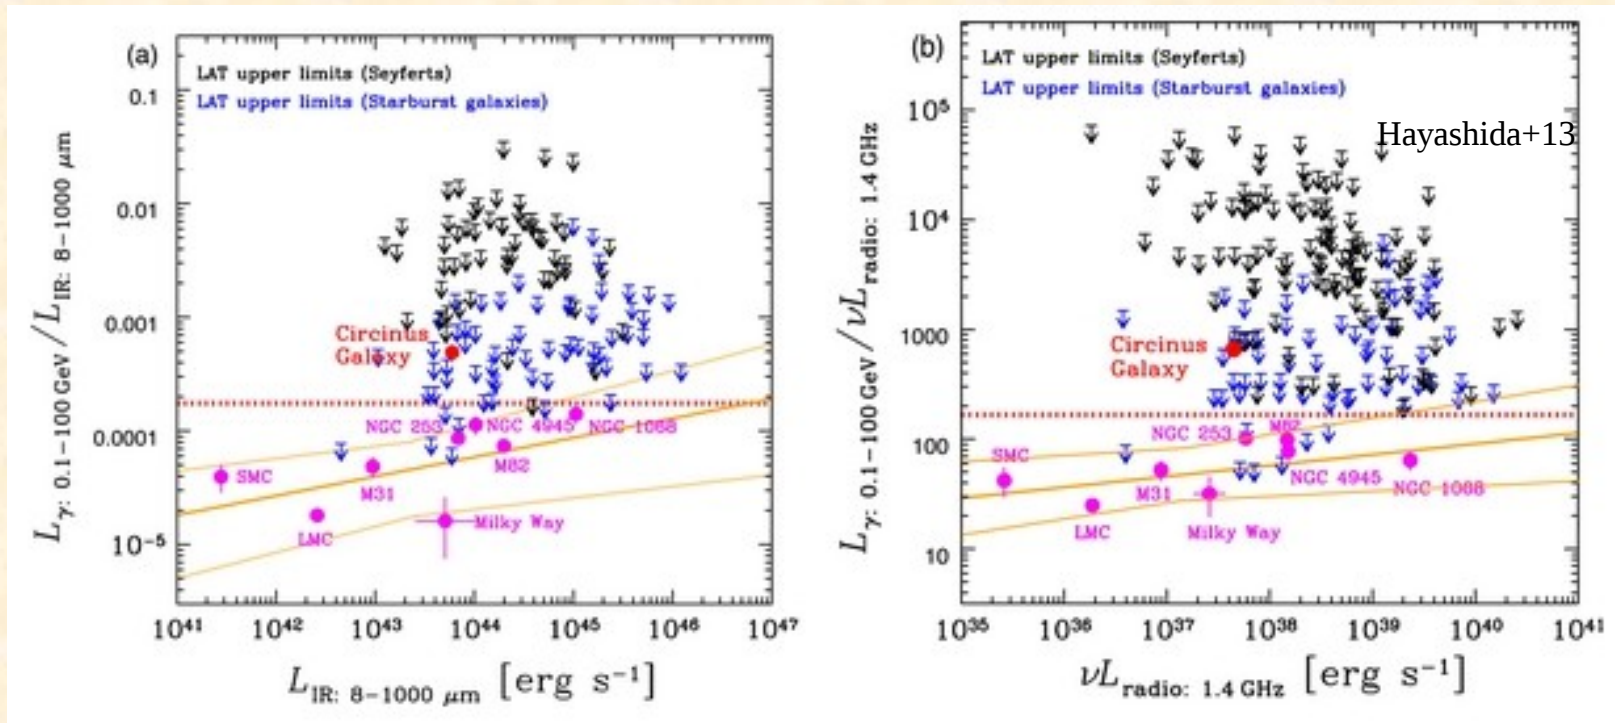 (a)
LAT upper limits (Seyferts)
LAT upper limits (Starburst galaxies)
0.1
0.01
0.001
0.0001
10⁻⁵
Circinus
Galaxy
NGC 253
NGC 4945
NGC 1068
M82
SMC
M31
LMC
Milky Way
10⁴¹ 10⁴² 10⁴³ 10⁴⁴ 10⁴⁵ 10⁴⁶ 10⁴⁷
L_IR: 8−1000 μm [erg s⁻¹]
L_γ: 0.1−100 GeV / L_IR: 8−1000 μm
(b)
LAT upper limits (Seyferts)
LAT upper limits (Starburst galaxies)
Hayashida+13
10⁵
10⁴
1000
100
10
Circinus
Galaxy
NGC 253
M82
SMC
M31
NGC 4945
NGC 1068
LMC
Milky Way
10³⁵ 10³⁶ 10³⁷ 10³⁸ 10³⁹ 10⁴⁰ 10⁴¹
νL_radio: 1.4 GHz [erg s⁻¹]
L_γ: 0.1−100 GeV / νL_radio: 1.4 GHz